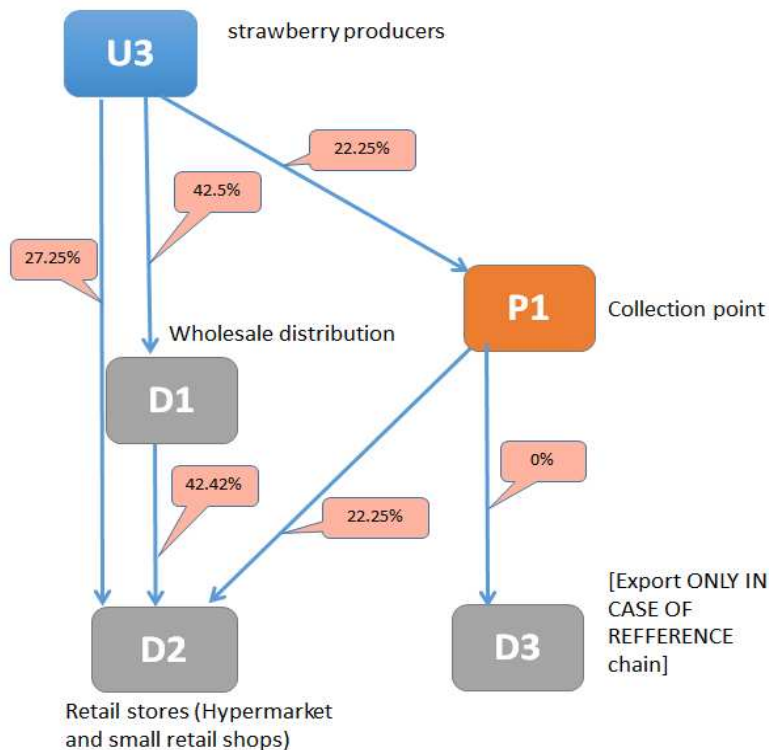 U3
strawberry producers
22.25%
42.5%
27.25%
P1
Collection point
Wholesale distribution
D1
0%
42.42%
22.25%
[Export ONLY IN
CASE OF
REFFERENCE
chain]
D2
D3
Retail stores (Hypermarket
and small retail shops)